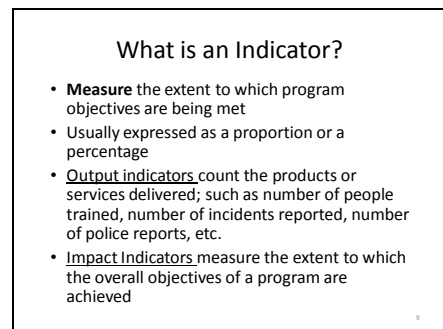 What is an Indicator?
• Measure the extent to which program
objectives are being met
• Usually expressed as a proportion or a
percentage
• Output indicators count the products or
services delivered; such as number of people
trained, number of incidents reported, number
of police reports, etc.
• Impact Indicators measure the extent to which
the overall objectives of a program are
achieved
9